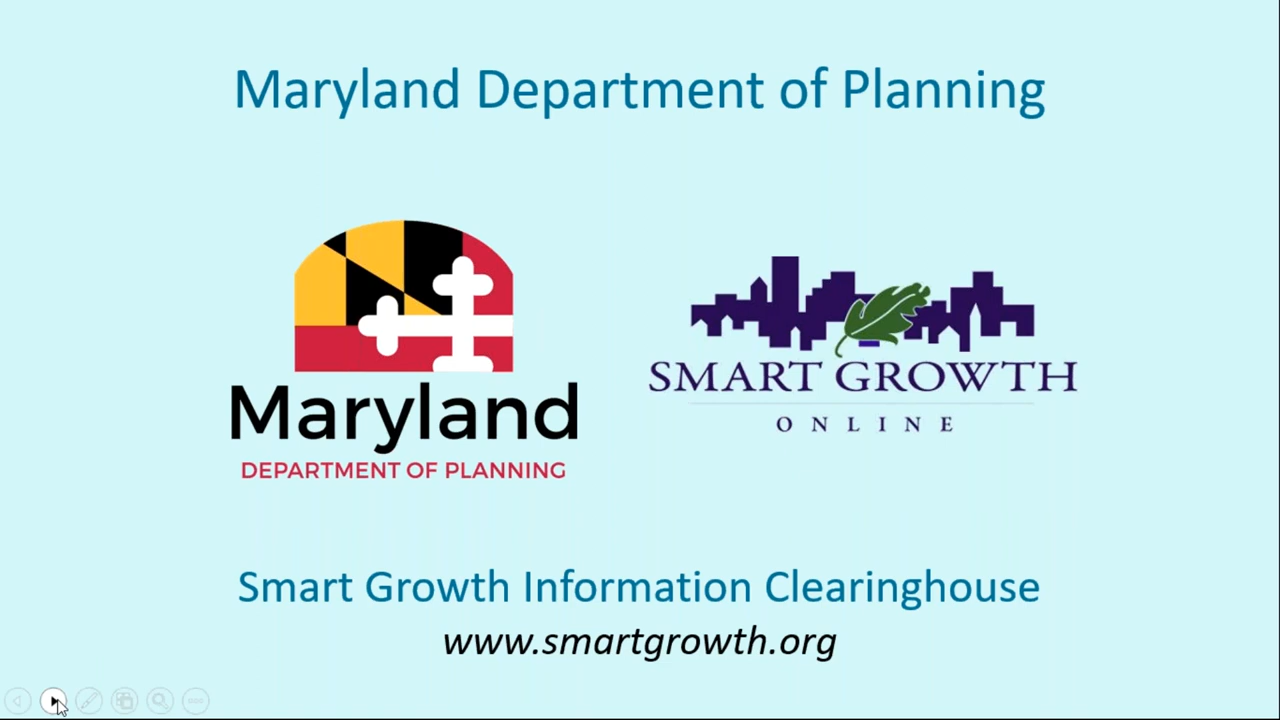 Maryland Department of Planning
Maryland
DEPARTMENT OF PLANNING
SMART GROWTH
ONLINE
Smart Growth Information Clearinghouse
www.smartgrowth.org